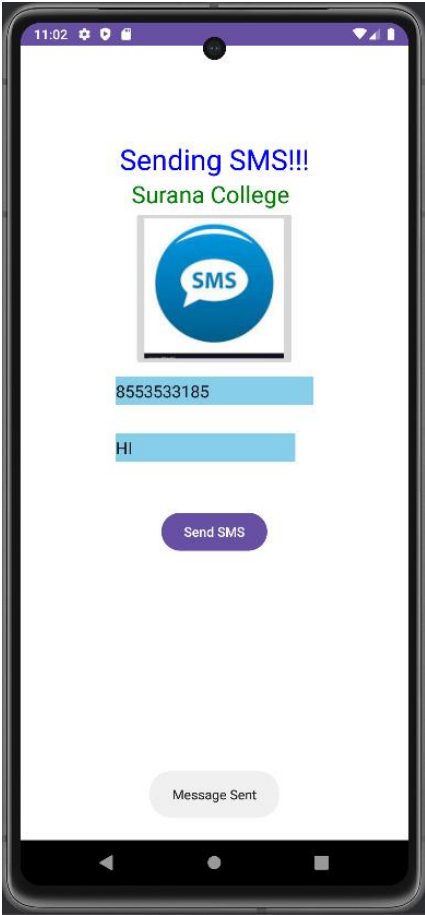 11:02
Sending SMS!!!
Surana College
SMS
8553533185
HI
Send SMS
Message Sent